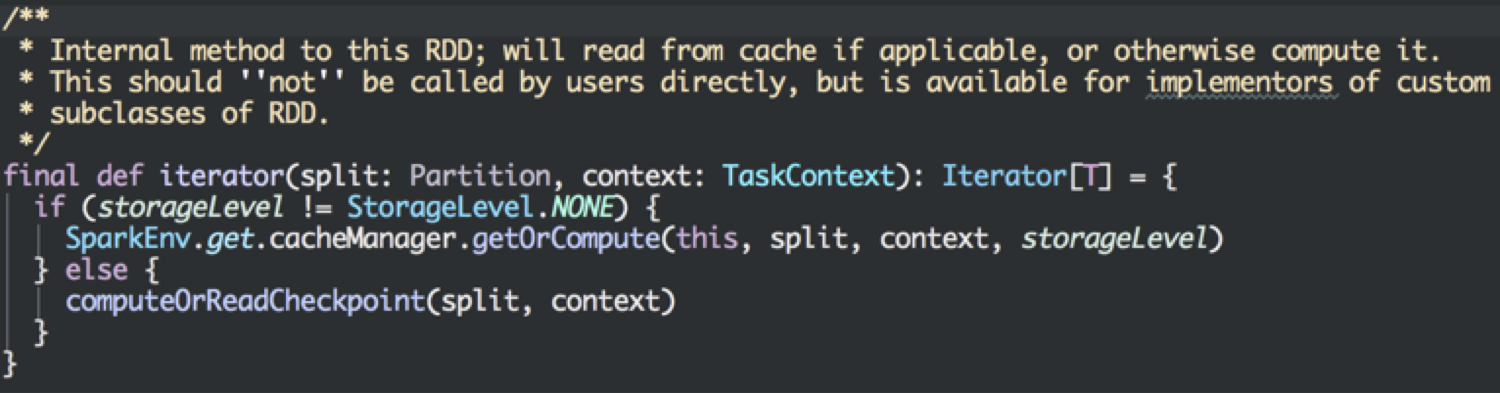 /**
 * Internal method to this RDD; will read from cache if applicable, or otherwise compute it.
 * This should ''not'' be called by users directly, but is available for implementors of custom
 * subclasses of RDD.
 */
final def iterator(split: Partition, context: TaskContext): Iterator[T] = {
  if (storageLevel != StorageLevel.NONE) {
    SparkEnv.get.cacheManager.getOrCompute(this, split, context, storageLevel)
  } else {
    computeOrReadCheckpoint(split, context)
  }
}